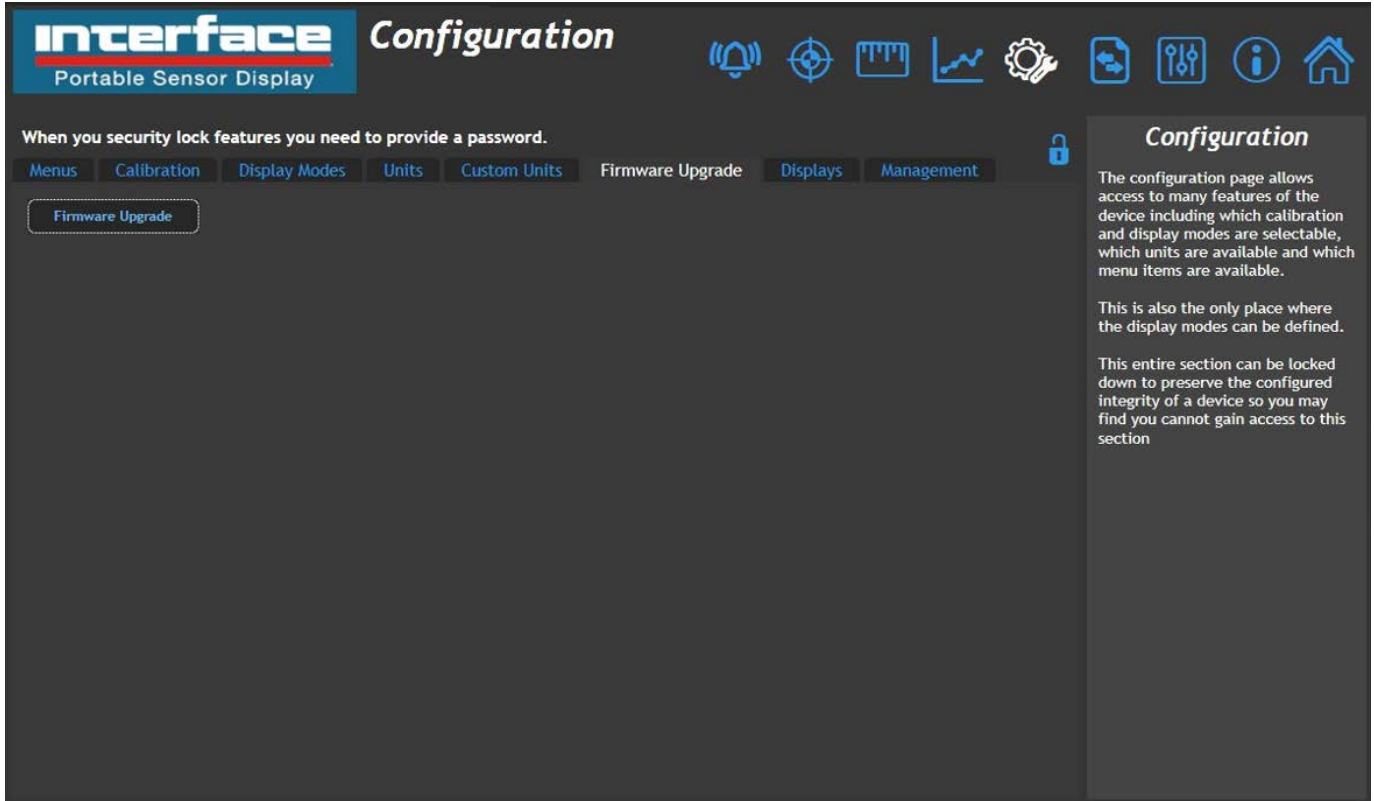 interface
Portable Sensor Display
Configuration
When you security lock features you need to provide a password.
Menus Calibration Display Modes Units Custom Units Firmware Upgrade Displays Management
Firmware Upgrade
Configuration
The configuration page allows
access to many features of the
device including which calibration
and display modes are selectable,
which units are available and which
menu items are available.
This is also the only place where
the display modes can be defined.
This entire section can be locked
down to preserve the configured
integrity of a device so you may
find you cannot gain access to this
section